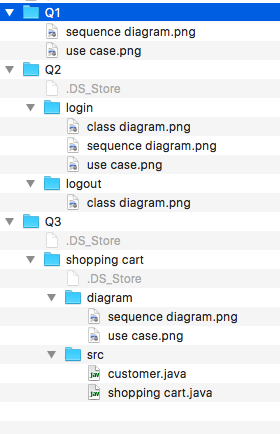 Q1
sequence diagram.png
use case.png
Q2
.DS_Store
login
class diagram.png
sequence diagram.png
use case.png
logout
class diagram.png
Q3
.DS_Store
shopping cart
.DS_Store
diagram
sequence diagram.png
use case.png
src
customer.java
shopping cart.java